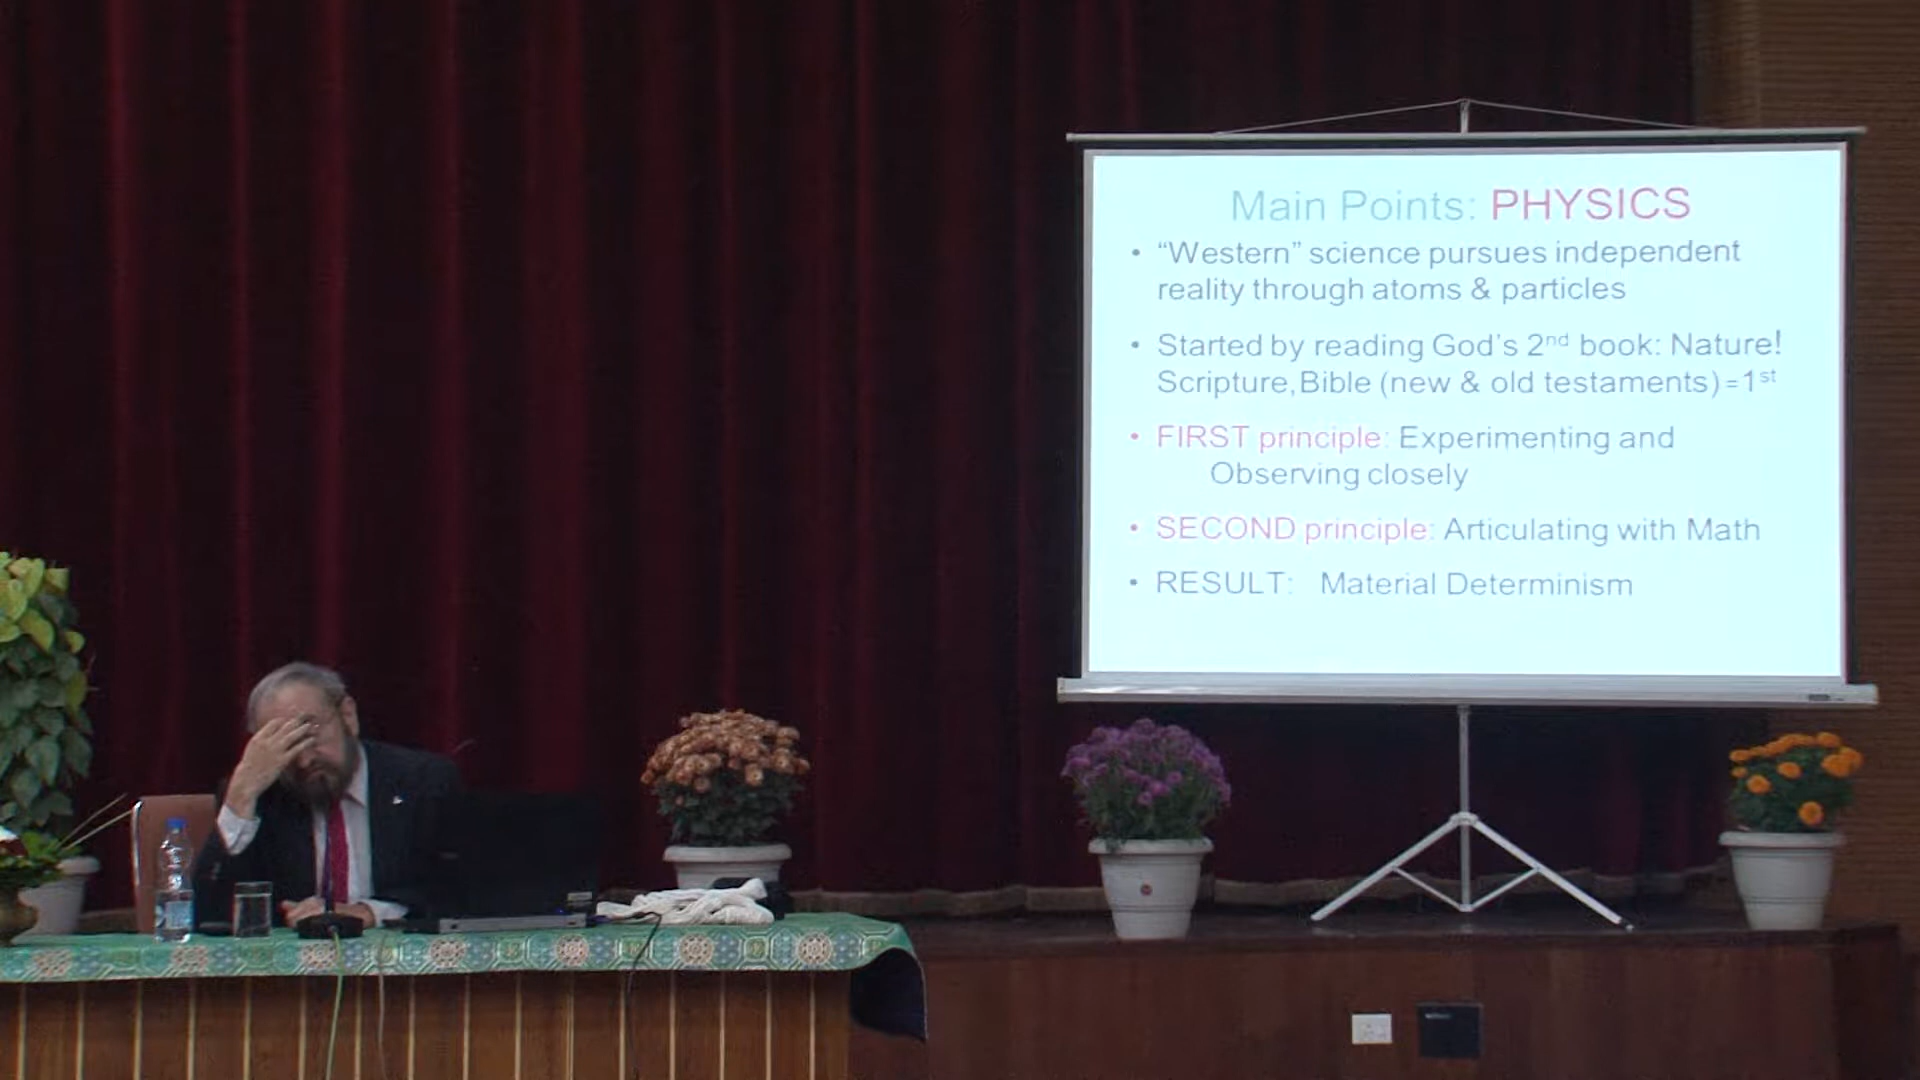 Main Points: PHYSICS
• “Western” science pursues independent
reality through atoms & particles
• Started by reading God’s 2nd book: Nature!
Scripture, Bible (new & old testaments) = 1st
• FIRST principle: Experimenting and
Observing closely
• SECOND principle: Articulating with Math
• RESULT: Material Determinism